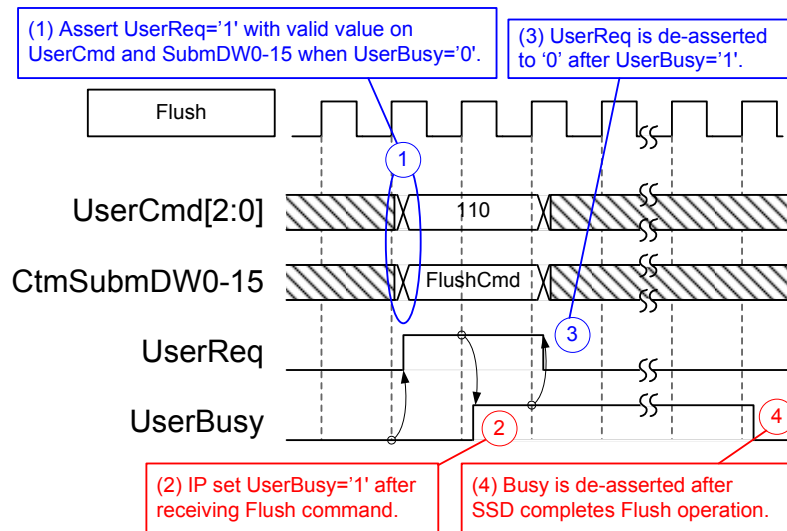 (1) Assert UserReq='1' with valid value on
UserCmd and SubmDW0-15 when UserBusy='0'.
(3) UserReq is de-asserted
to ‘0’ after UserBusy=’1’.
Flush
1
UserCmd[2:0]
110
CtmSubmDW0-15
FlushCmd
UserReq
3
UserBusy
2
4
(2) IP set UserBusy=’1’ after
receiving Flush command.
(4) Busy is de-asserted after
SSD completes Flush operation.